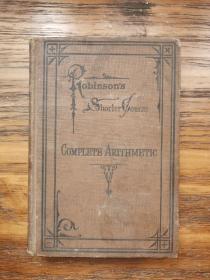 Robinson's
Shorter Course
COMPLETE ARITHMETIC